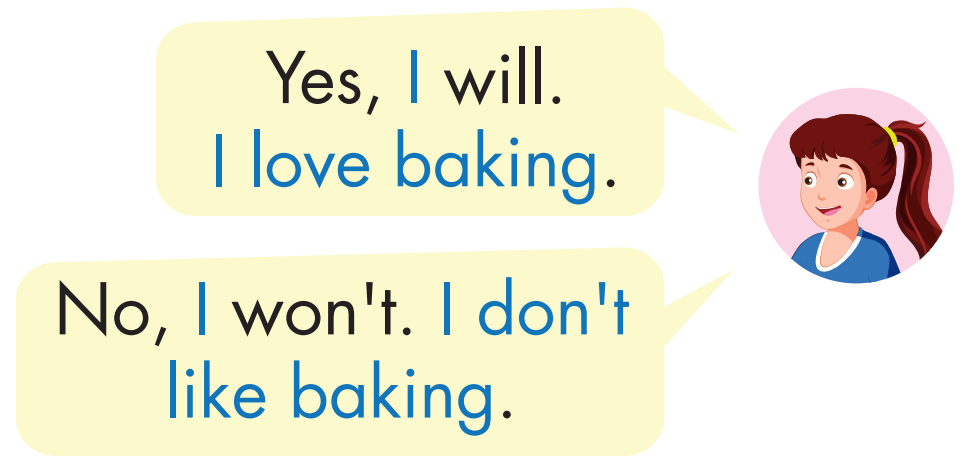 Yes, I will.
I love baking.
No, I won't. I don't
like baking.